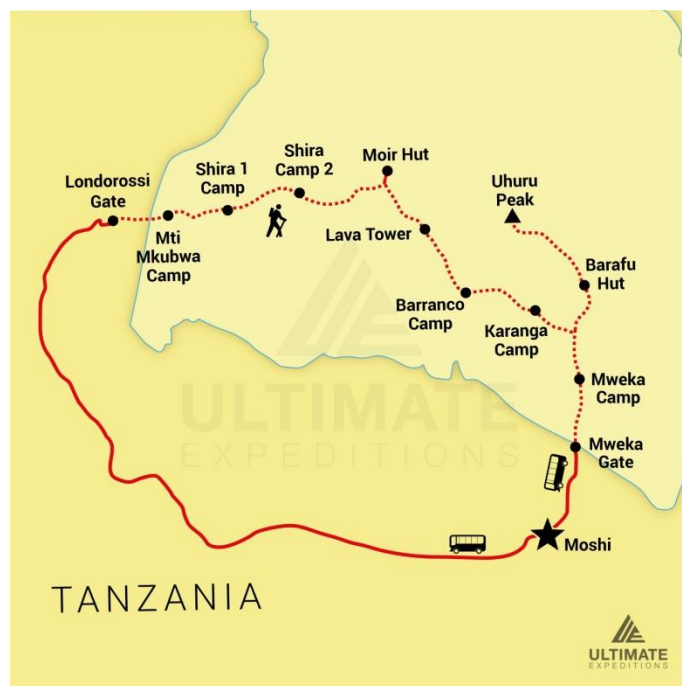 Londorossi
Gate
Mti
Mkubwa
Camp
Shira 1
Camp
Shira
Camp 2
Moir Hut
Lava Tower
Uhuru
Peak
Barafu
Hut
Barranco
Camp
Karanga
Camp
Mweka
Camp
Mweka
Gate
Moshi
ULTIMATE
EXPEDITIONS
TANZANIA
ULTIMATE
EXPEDITIONS